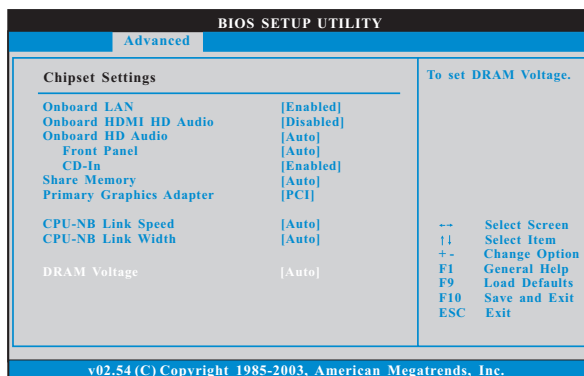 BIOS SETUP UTILITY
Advanced
Chipset Settings
Onboard LAN [Enabled]
Onboard HDMI HD Audio [Disabled]
Onboard HD Audio [Auto]
Front Panel [Auto]
CD-In [Enabled]
Share Memory [Auto]
Primary Graphics Adapter [PCI]
CPU-NB Link Speed [Auto]
CPU-NB Link Width [Auto]
DRAM Voltage [Auto]
To set DRAM Voltage.
←→ Select Screen
↑↓ Select Item
+- Change Option
F1 General Help
F9 Load Defaults
F10 Save and Exit
ESC Exit
v02.54 (C) Copyright 1985-2003, American Megatrends, Inc.